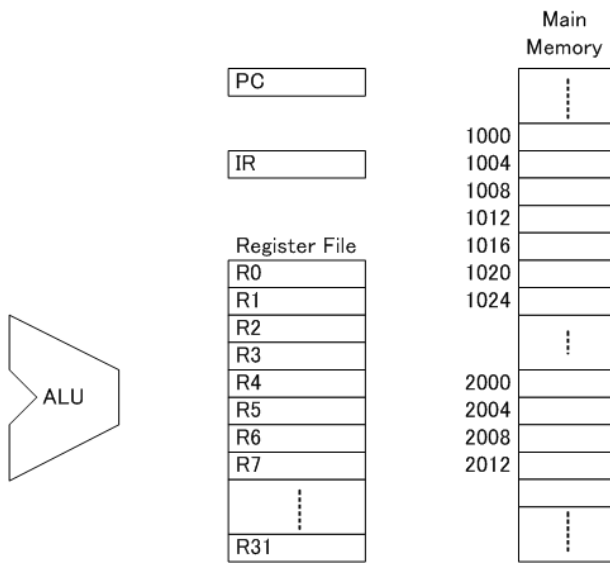 Main
Memory
PC
1000
IR
1004
1008
1012
Register File
1016
R0
1020
R1
1024
R2
R3
ALU
R4
2000
R5
2004
R6
2008
R7
2012
R31